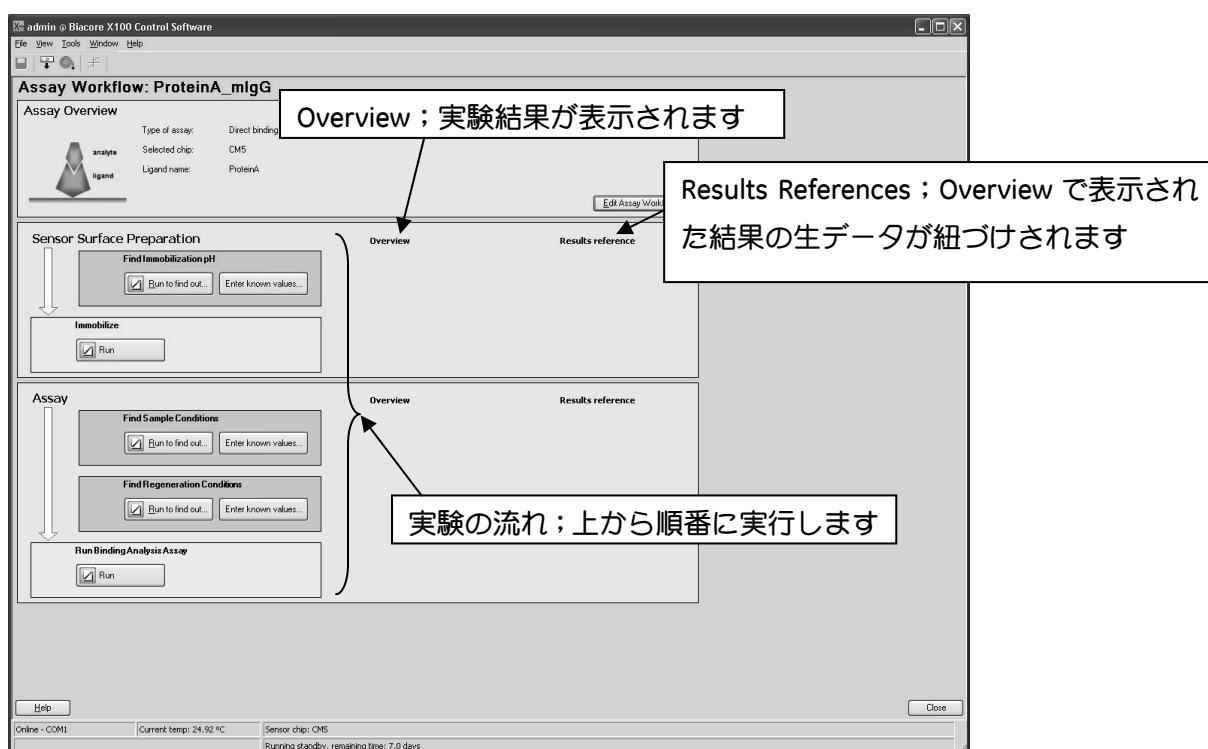 admin @ Biacore X100 Control Software
File View Tools Window Help
Assay Workflow: ProteinA_mIgG
Assay Overview
Type of assay: Direct binding
Selected chip: CM5
Ligand name: ProteinA
analyte
ligand
Overview；実験結果が表示されます
Results References；Overview で表示され
た結果の生データが紐づけされます
Sensor Surface Preparation
Overview
Results reference
Find Immobilization pH
Run to find out... Enter known values...
Immobilize
Run
Assay
Overview
Results reference
Find Sample Conditions
Run to find out... Enter known values...
Find Regeneration Conditions
Run to find out... Enter known values...
実験の流れ；上から順番に実行します
Run Binding Analysis Assay
Run
Help
Close
Online - COM1 Current temp: 24.92 ºC Sensor chip: CM5
Running standby, remaining time: 7.0 days